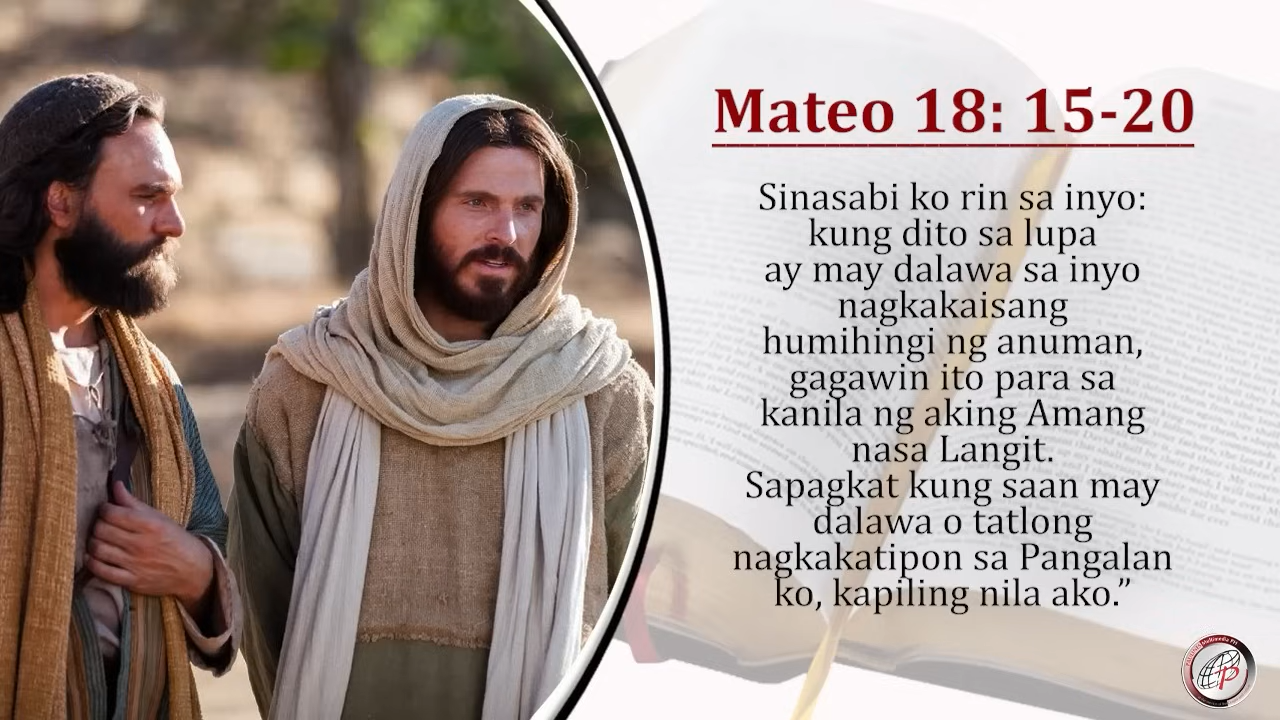 Mateo 18: 15-20
Sinasabi ko rin sa inyo:
kung dito sa lupa
ay may dalawa sa inyo
nagkakaisang
humihingi ng anuman,
gagawin ito para sa
kanila ng aking Amang
nasa Langit.
Sapagkat kung saan may
dalawa o tatlong
nagkakatipon sa Pangalan
ko, kapiling nila ako.”